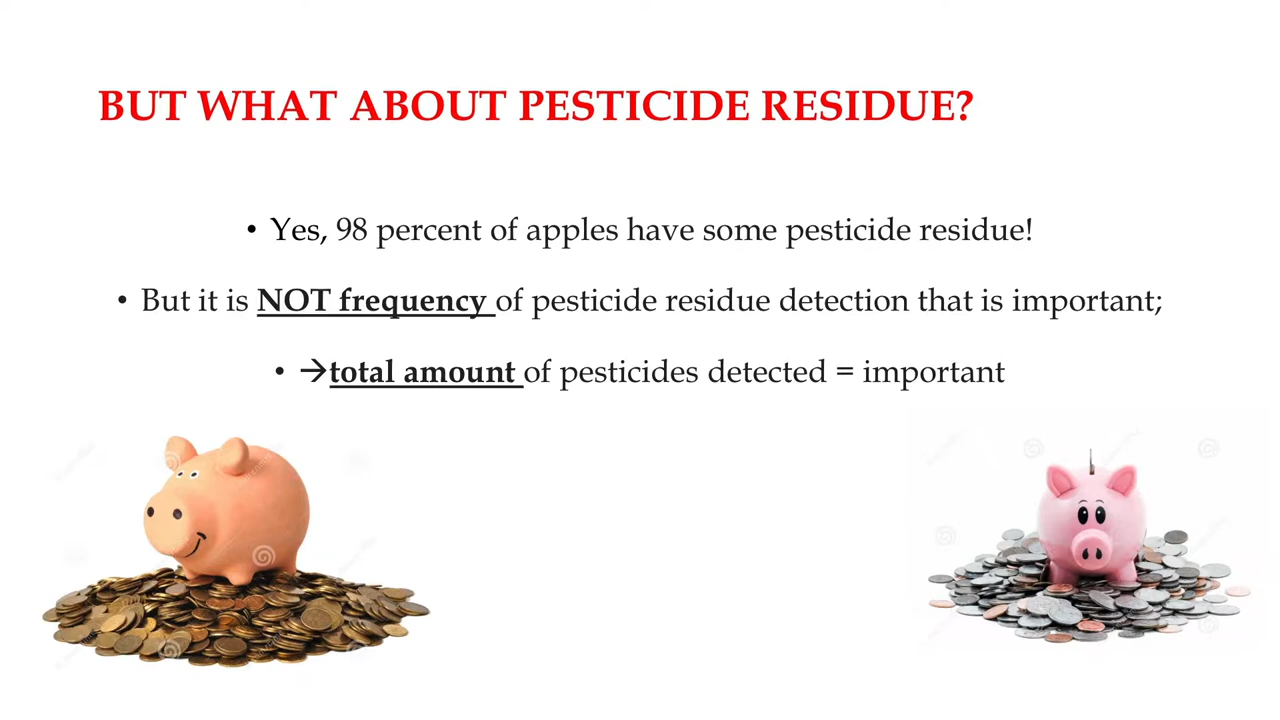 BUT WHAT ABOUT PESTICIDE RESIDUE?
• Yes, 98 percent of apples have some pesticide residue!
• But it is NOT frequency of pesticide residue detection that is important;
• →total amount of pesticides detected = important